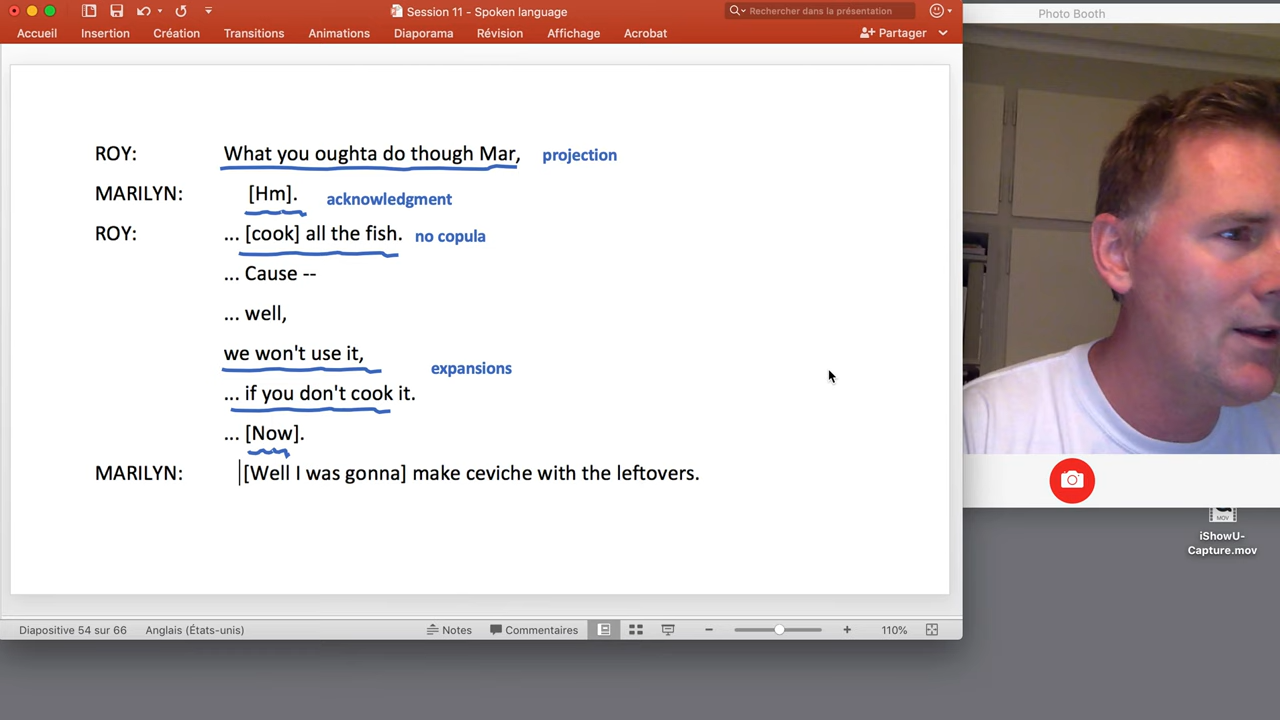 Session 11 - Spoken language
Rechercher dans la présentation
Photo Booth
Accueil Insertion Création Transitions Animations Diaporama Révision Affichage Acrobat Partager
ROY: What you oughta do though Mar, projection
MARILYN: [Hm]. acknowledgment
ROY: ... [cook] all the fish. no copula
... Cause --
... well,
we won't use it,
expansions
... if you don't cook it.
... [Now].
MARILYN: [Well I was gonna] make ceviche with the leftovers.
MOV
iShowU-
Capture.mov
Diapositive 54 sur 66 Anglais (États-unis) Notes Commentaires 110%